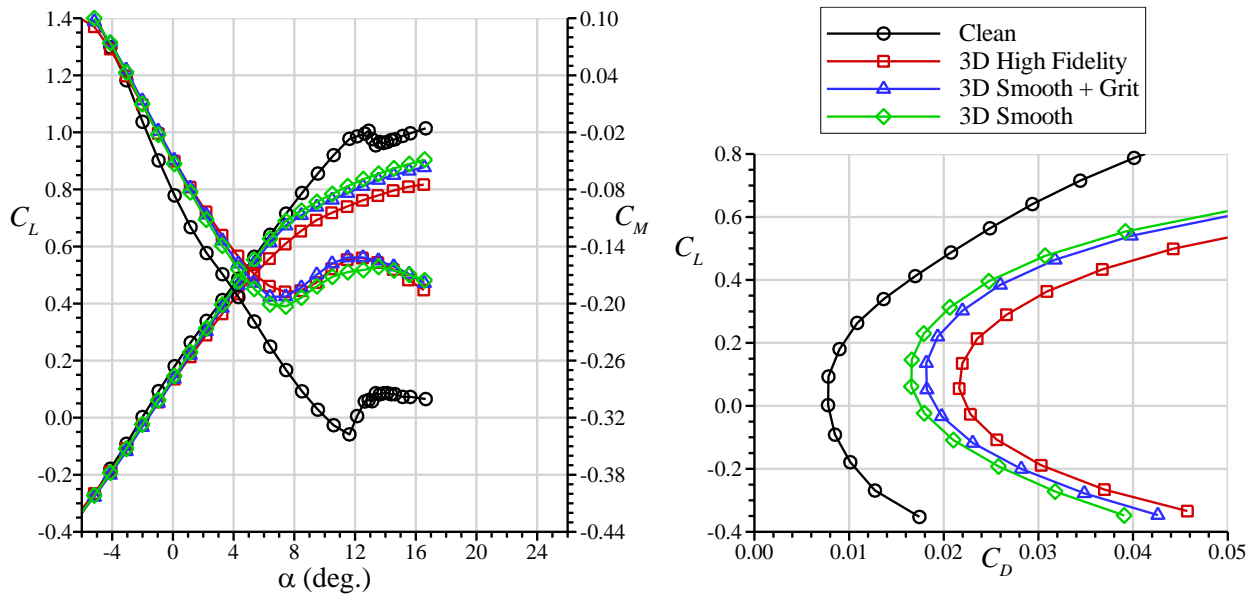 1.4
1.2
1.0
0.8
0.6
0.4
0.2
0.0
-0.2
-0.4
C_L
-4 0 4 8 12 16 20 24
α (deg.)
0.10
0.04
-0.02
-0.08
-0.14
-0.20
-0.26
-0.32
-0.38
-0.44
C_M
Clean
3D High Fidelity
3D Smooth + Grit
3D Smooth
0.8
0.6
0.4
0.2
0.0
-0.2
-0.4
C_L
0.00 0.01 0.02 0.03 0.04 0.05
C_D